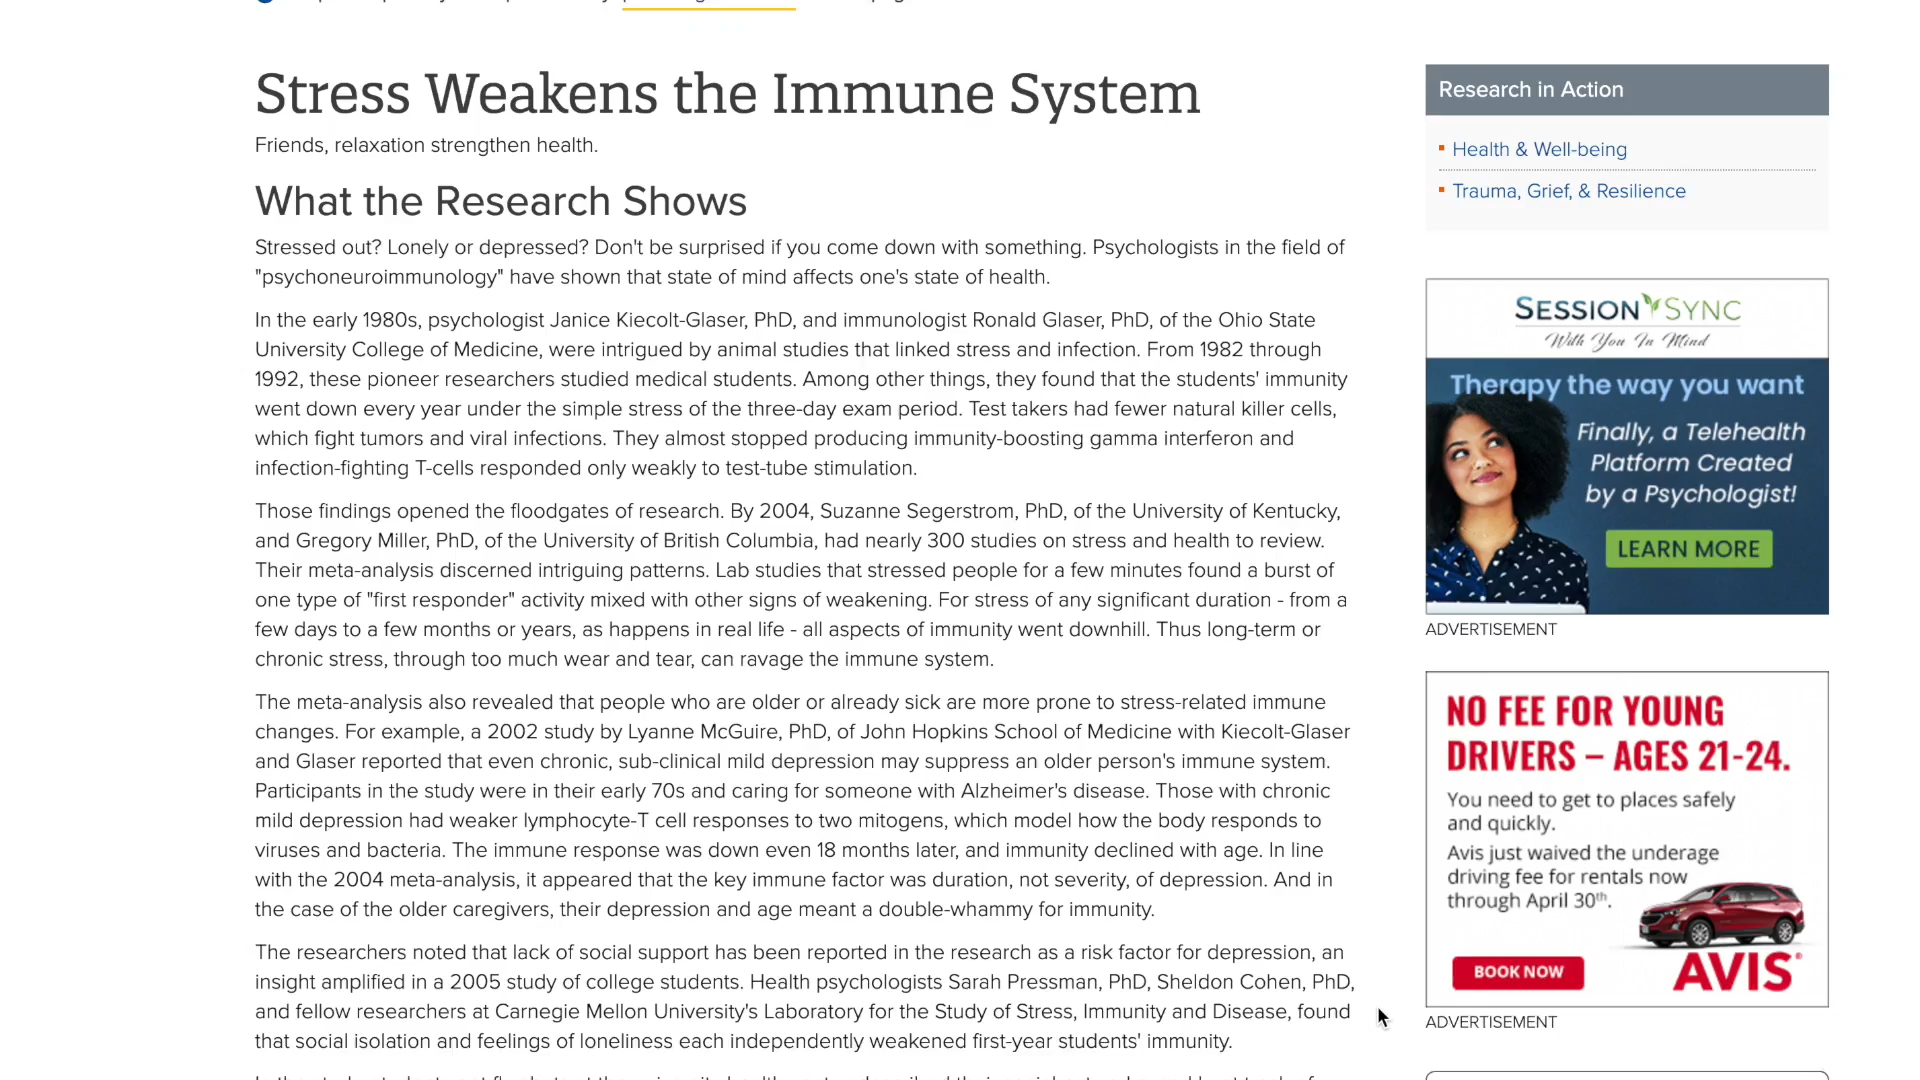 Stress Weakens the Immune System
Friends, relaxation strengthen health.
What the Research Shows
Stressed out? Lonely or depressed? Don't be surprised if you come down with something. Psychologists in the field of
"psychoneuroimmunology" have shown that state of mind affects one's state of health.
In the early 1980s, psychologist Janice Kiecolt-Glaser, PhD, and immunologist Ronald Glaser, PhD, of the Ohio State
University College of Medicine, were intrigued by animal studies that linked stress and infection. From 1982 through
1992, these pioneer researchers studied medical students. Among other things, they found that the students' immunity
went down every year under the simple stress of the three-day exam period. Test takers had fewer natural killer cells,
which fight tumors and viral infections. They almost stopped producing immunity-boosting gamma interferon and
infection-fighting T-cells responded only weakly to test-tube stimulation.
Those findings opened the floodgates of research. By 2004, Suzanne Segerstrom, PhD, of the University of Kentucky,
and Gregory Miller, PhD, of the University of British Columbia, had nearly 300 studies on stress and health to review.
Their meta-analysis discerned intriguing patterns. Lab studies that stressed people for a few minutes found a burst of
one type of "first responder" activity mixed with other signs of weakening. For stress of any significant duration - from a
few days to a few months or years, as happens in real life - all aspects of immunity went downhill. Thus long-term or
chronic stress, through too much wear and tear, can ravage the immune system.
The meta-analysis also revealed that people who are older or already sick are more prone to stress-related immune
changes. For example, a 2002 study by Lyanne McGuire, PhD, of John Hopkins School of Medicine with Kiecolt-Glaser
and Glaser reported that even chronic, sub-clinical mild depression may suppress an older person's immune system.
Participants in the study were in their early 70s and caring for someone with Alzheimer's disease. Those with chronic
mild depression had weaker lymphocyte-T cell responses to two mitogens, which model how the body responds to
viruses and bacteria. The immune response was down even 18 months later, and immunity declined with age. In line
with the 2004 meta-analysis, it appeared that the key immune factor was duration, not severity, of depression. And in
the case of the older caregivers, their depression and age meant a double-whammy for immunity.
The researchers noted that lack of social support has been reported in the research as a risk factor for depression, an
insight amplified in a 2005 study of college students. Health psychologists Sarah Pressman, PhD, Sheldon Cohen, PhD,
and fellow researchers at Carnegie Mellon University's Laboratory for the Study of Stress, Immunity and Disease, found
that social isolation and feelings of loneliness each independently weakened first-year students' immunity.
Research in Action
Health & Well-being
Trauma, Grief, & Resilience
SESSION SYNC
With You In Mind
Therapy the way you want
Finally, a Telehealth
Platform Created
by a Psychologist!
LEARN MORE
ADVERTISEMENT
NO FEE FOR YOUNG
DRIVERS – AGES 21-24.
You need to get to places safely
and quickly.
Avis just waived the underage
driving fee for rentals now
through April 30th.
BOOK NOW
AVIS
ADVERTISEMENT